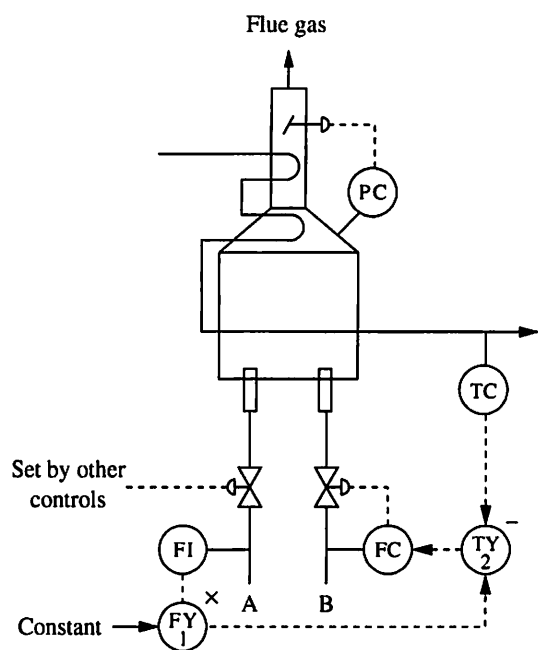 Flue gas
PC
TC
Set by other
controls
FI
FC
TY
2
−
A
B
×
Constant
FY
1